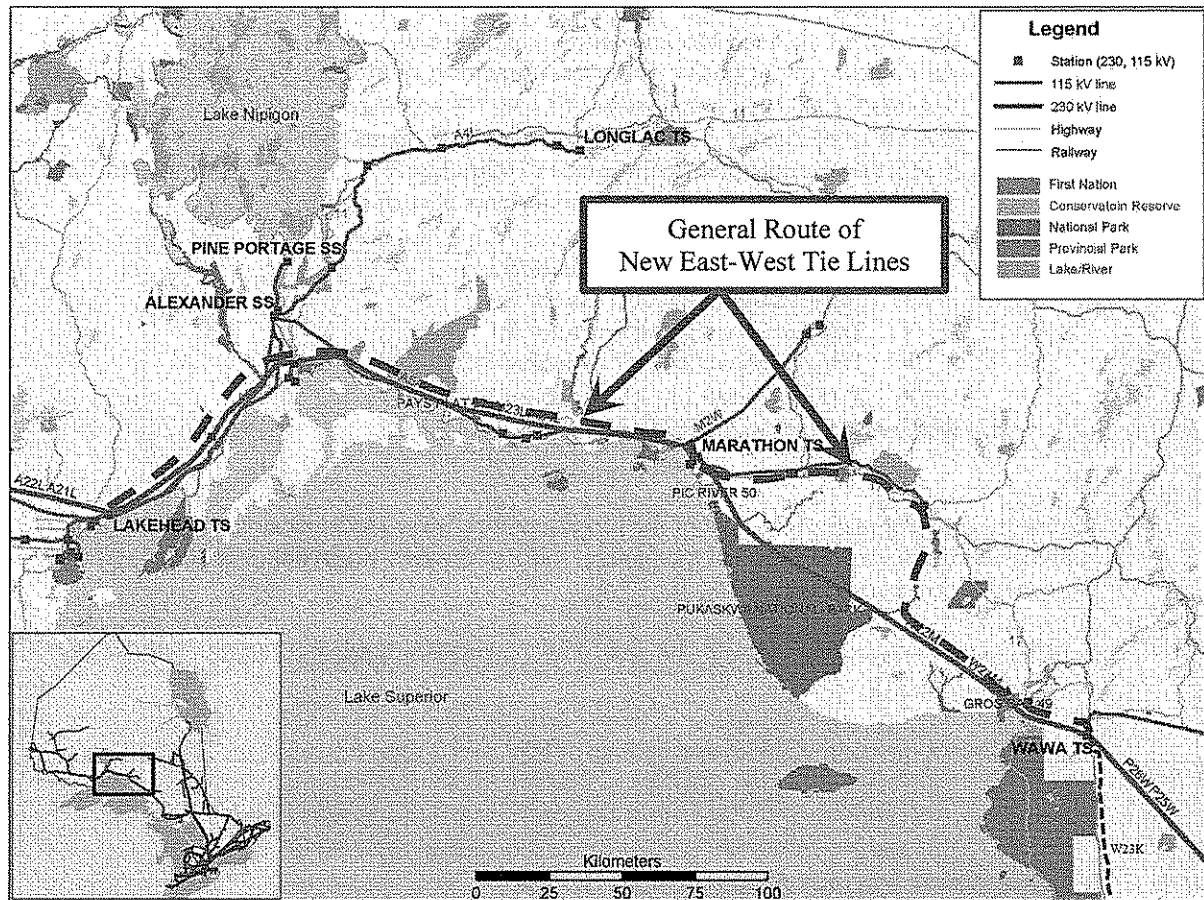 Legend
Station (230, 115 kV)
115 kV line
230 kV line
Highway
Railway
First Nation
Conservatoin Reserve
National Park
Provincial Park
Lake/River
Lake Nipigon
A4L
LONGLAC TS
11
General Route of
New East-West Tie Lines
PINE PORTAGE SS
ALEXANDER SS
M2W
MARATHON TS
A22L A21L
LAKEHEAD TS
PIC RIVER 50
Lake Superior
17
WAWA TS
P26W P25W
W23K
Kilometers
0 25 50 75 100